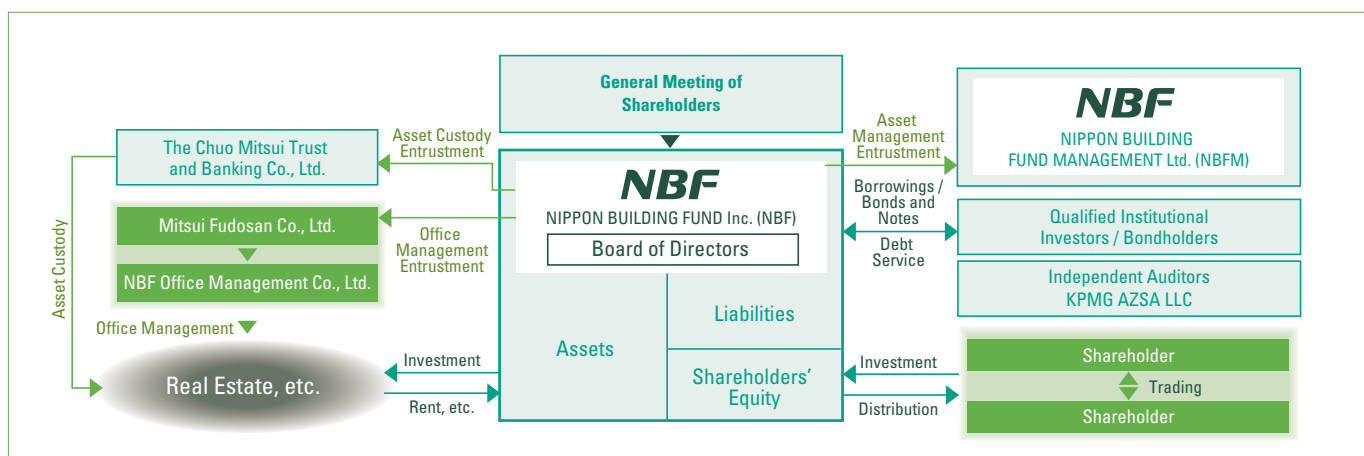 General Meeting of
Shareholders
Asset Custody
Entrustment
The Chuo Mitsui Trust
and Banking Co., Ltd.
Mitsui Fudosan Co., Ltd.
NBF Office Management Co., Ltd.
Office
Management
Entrustment
Asset Custody
Office Management
Real Estate, etc.
Investment
Rent, etc.
NBF
NIPPON BUILDING FUND Inc. (NBF)
Board of Directors
Assets
Liabilities
Shareholders'
Equity
Asset
Management
Entrustment
NBF
NIPPON BUILDING
FUND MANAGEMENT Ltd. (NBFM)
Borrowings /
Bonds and
Notes
Debt
Service
Qualified Institutional
Investors / Bondholders
Independent Auditors
KPMG AZSA LLC
Investment
Distribution
Shareholder
Trading
Shareholder